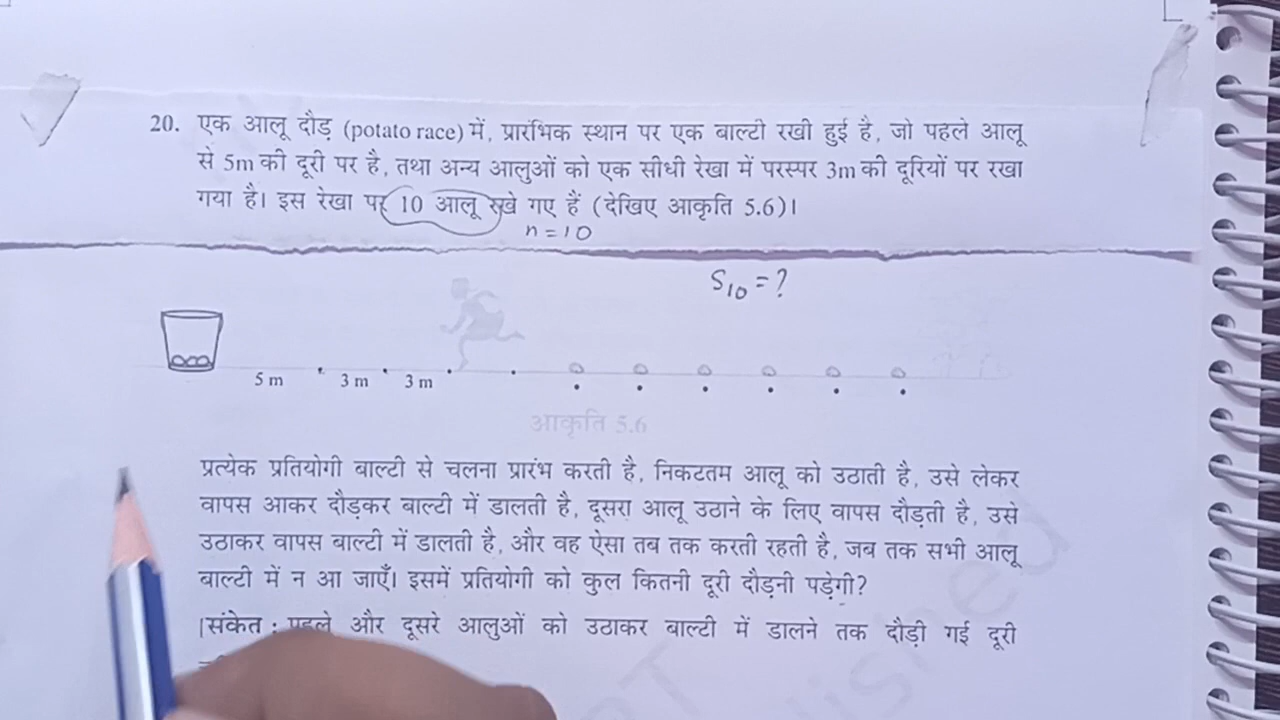 20. एक आलू दौड़ (potato race) में, प्रारंभिक स्थान पर एक बाल्टी रखी हुई है, जो पहले आलू
से 5m की दूरी पर है, तथा अन्य आलुओं को एक सीधी रेखा में परस्पर 3m की दूरियों पर रखा
गया है। इस रेखा पर 10 आलू रखे गए हैं (देखिए आकृति 5.6)।
n=10
S10=?
5 m 3 m 3 m
आकृति 5.6
प्रत्येक प्रतियोगी बाल्टी से चलना प्रारंभ करती है, निकटतम आलू को उठाती है, उसे लेकर
वापस आकर दौड़कर बाल्टी में डालती है, दूसरा आलू उठाने के लिए वापस दौड़ती है, उसे
उठाकर वापस बाल्टी में डालती है, और वह ऐसा तब तक करती रहती है, जब तक सभी आलू
बाल्टी में न आ जाएँ। इसमें प्रतियोगी को कुल कितनी दूरी दौड़नी पड़ेगी?
[संकेत : पहले और दूसरे आलुओं को उठाकर बाल्टी में डालने तक दौड़ी गई दूरी